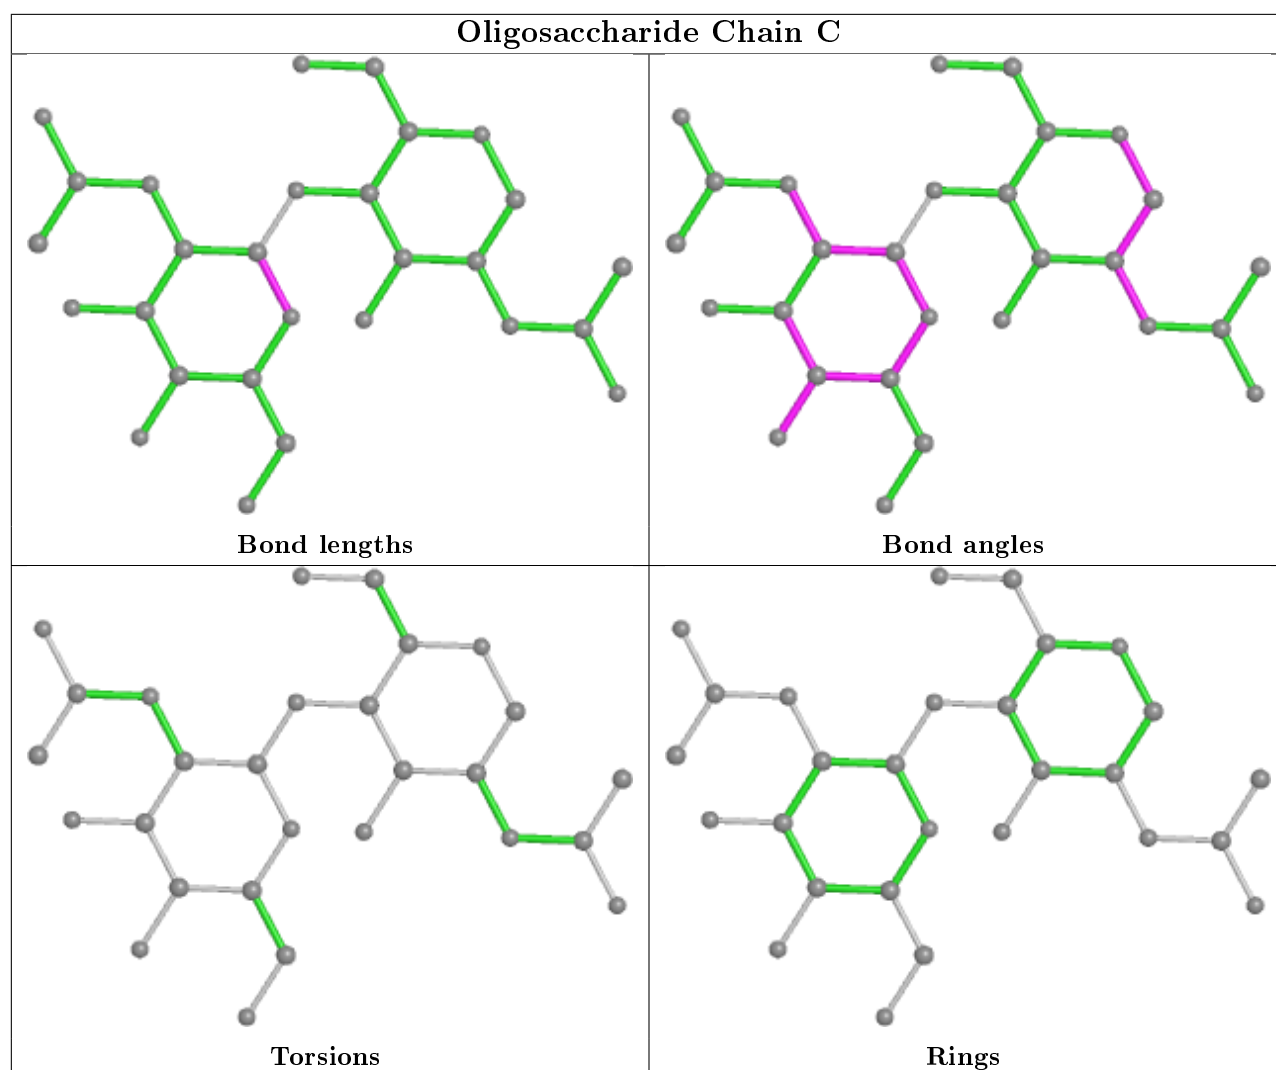 Oligosaccharide Chain C
Bond lengths
Bond angles
Torsions
Rings